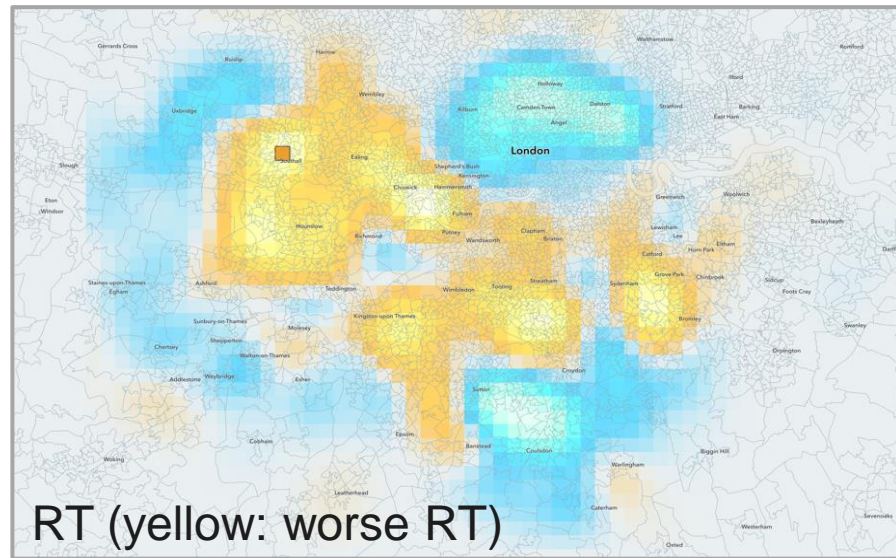 Gerrards Cross
Harrow
Walthamstow
Romford
Ruislip
Ilford
Holloway
Wembley
Uxbridge
Kilburn
Camden Town
Dalston
Stratford
Barking
East Ham
Angel
London
Slough
Southall
Ealing
Shepherd's Bush
Kensington
Chiswick
Hammersmith
Eton
Windsor
Fulham
Greenwich
Woolwich
Hounslow
Richmond
Putney
Wandsworth
Clapham
Brixton
Lewisham
Lee
Bexleyheath
Eltham
Catford
Horn Park
Staines-upon-Thames
Egham
Ashford
Teddington
Wimbledon
Tooting
Streatham
Sydenham
Grove Park
Chinbrook
Sidcup
Foots Cray
Sunbury-on-Thames
Molesey
Kingston upon Thames
Bromley
Swanley
Chertsey
Shepperton
Walton-on-Thames
Orpington
Addlestone
Weybridge
Esher
Croydon
Sutton
Epsom
Cobham
Banstead
Coulsdon
Biggin Hill
Woking
Warlingham
Leatherhead
Caterham
Sevenoaks
Westerham
Oxted
RT (yellow: worse RT)